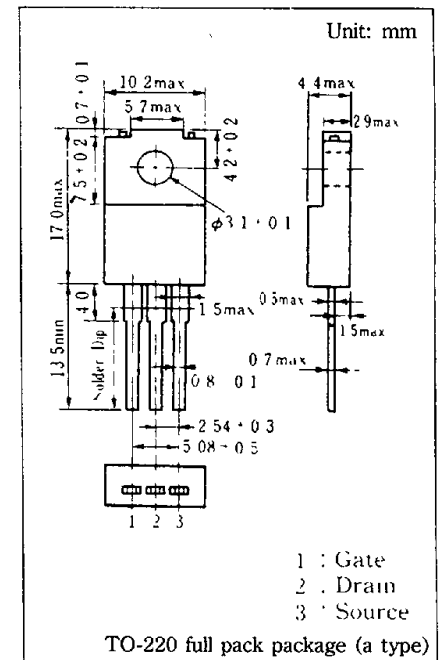 Unit: mm
10.2max
5.7max
4.4max
2.9max
0.7 ± 0.1
7.5 ± 0.2
4.2 ± 0.2
17.0max
φ3.1 ± 0.1
4.0
1.5max
0.5max
1.5max
13.5min
Solder Dip
0.7max
0.8 ± 0.1
2.54 ± 0.3
5.08 ± 0.5
1 2 3
1 : Gate
2 . Drain
3 : Source
TO-220 full pack package (a type)